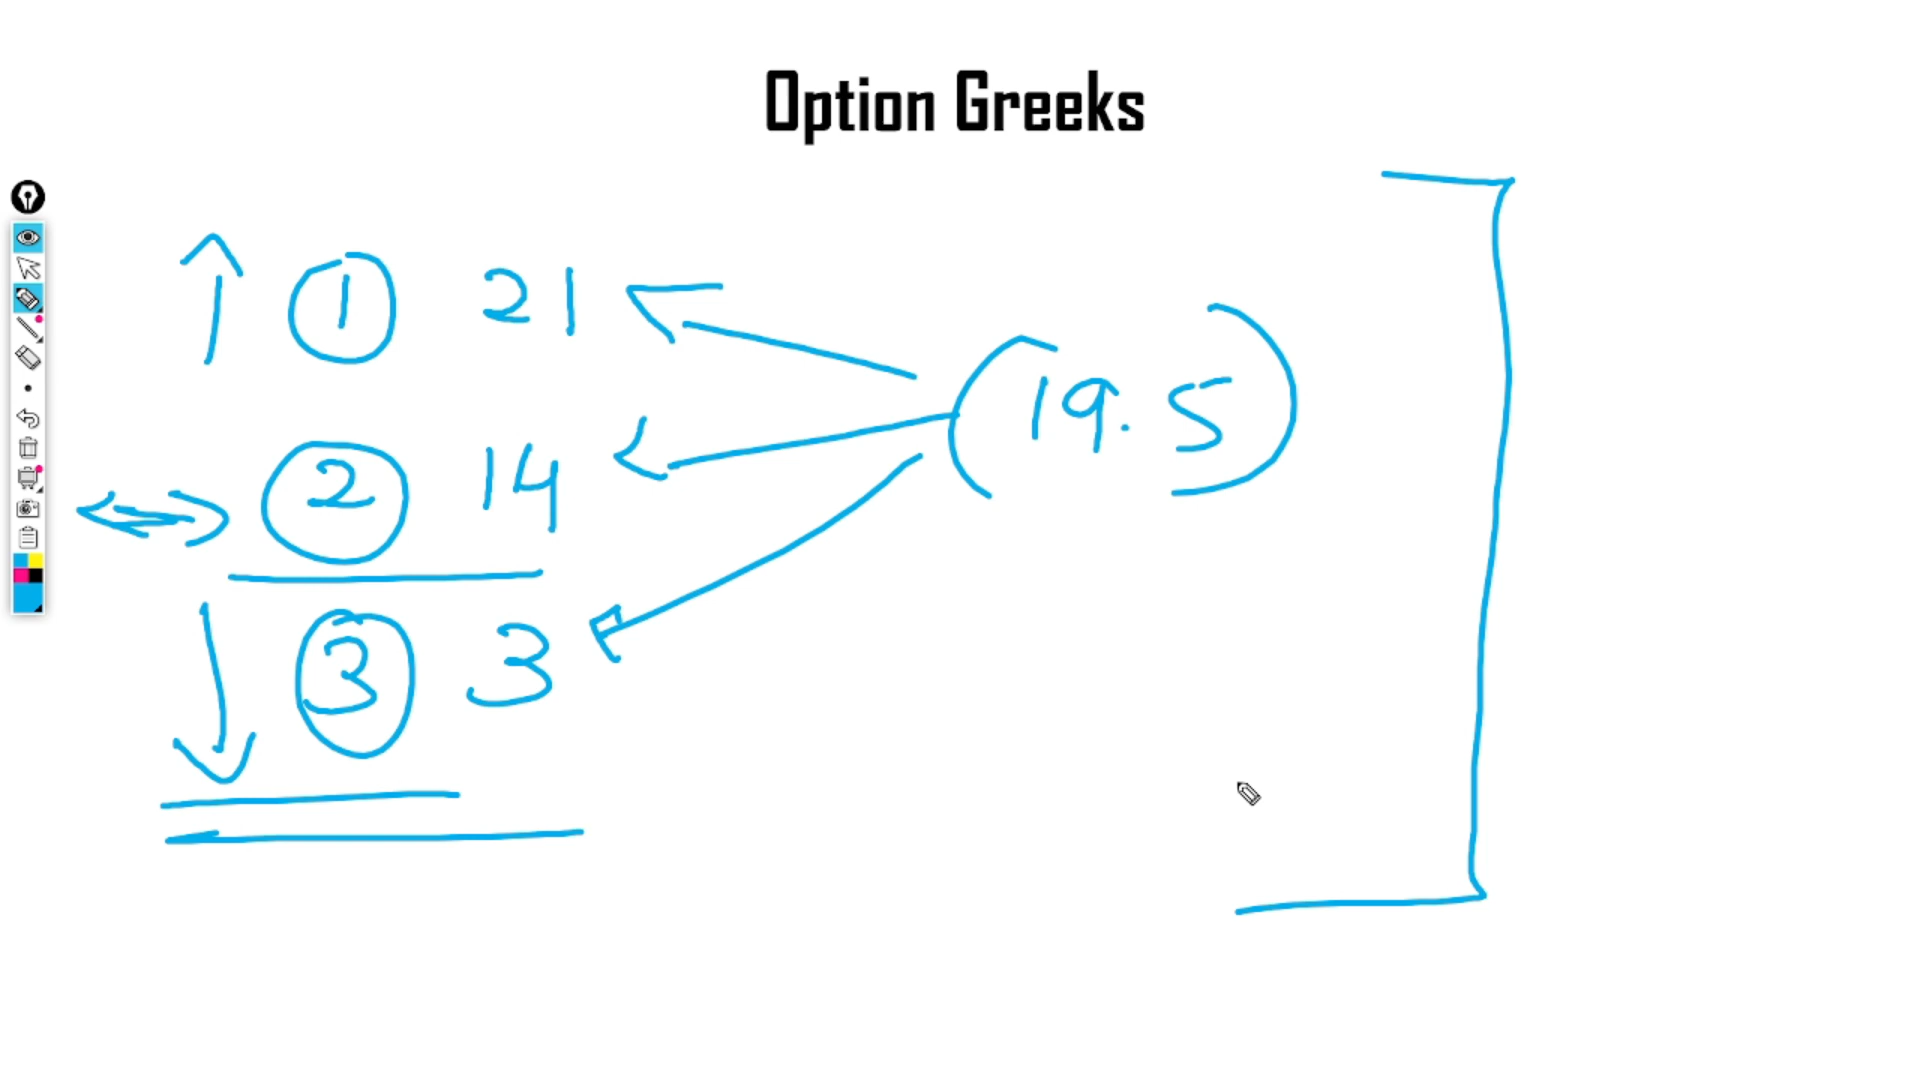 Option Greeks
① 21
(19.5)
② 14
③ 3